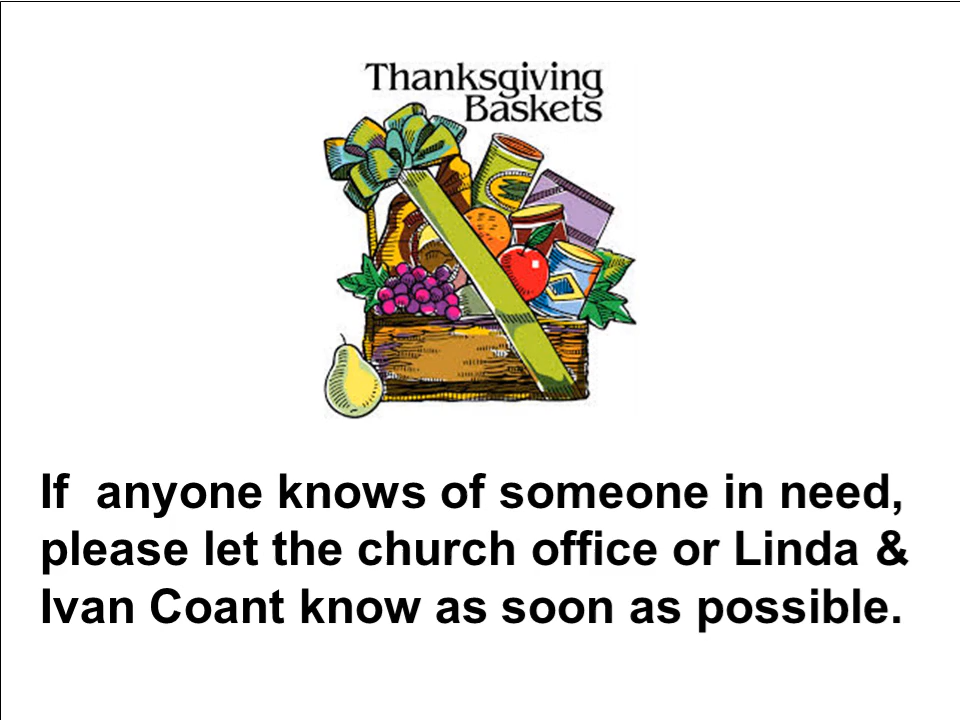 Thanksgiving
Baskets
If  anyone knows of someone in need,
please let the church office or Linda &
Ivan Coant know as soon as possible.